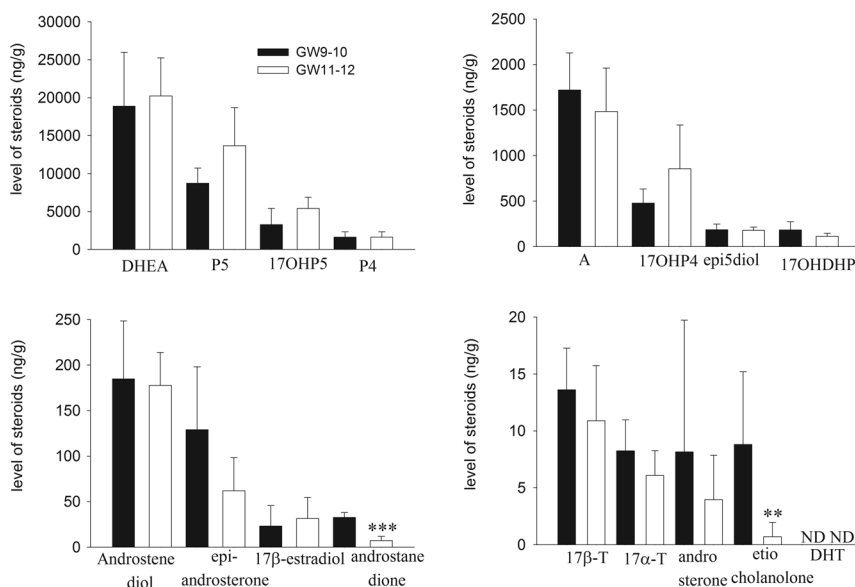 level of steroids (ng/g)
30000
25000
20000
15000
10000
5000
0
GW9-10
GW11-12
DHEA P5 17OHP5 P4
level of steroids (ng/g)
2500
2000
1500
1000
500
0
A 17OHP4 epi5diol 17OHDHP
level of steroids (ng/g)
250
200
150
100
50
0
***
Androstene epi- 17β-estradiol androstane
diol androsterone dione
level of steroids (ng/g)
20
15
10
5
0
**
ND ND
17β-T 17α-T andro etio DHT
sterone cholanolone